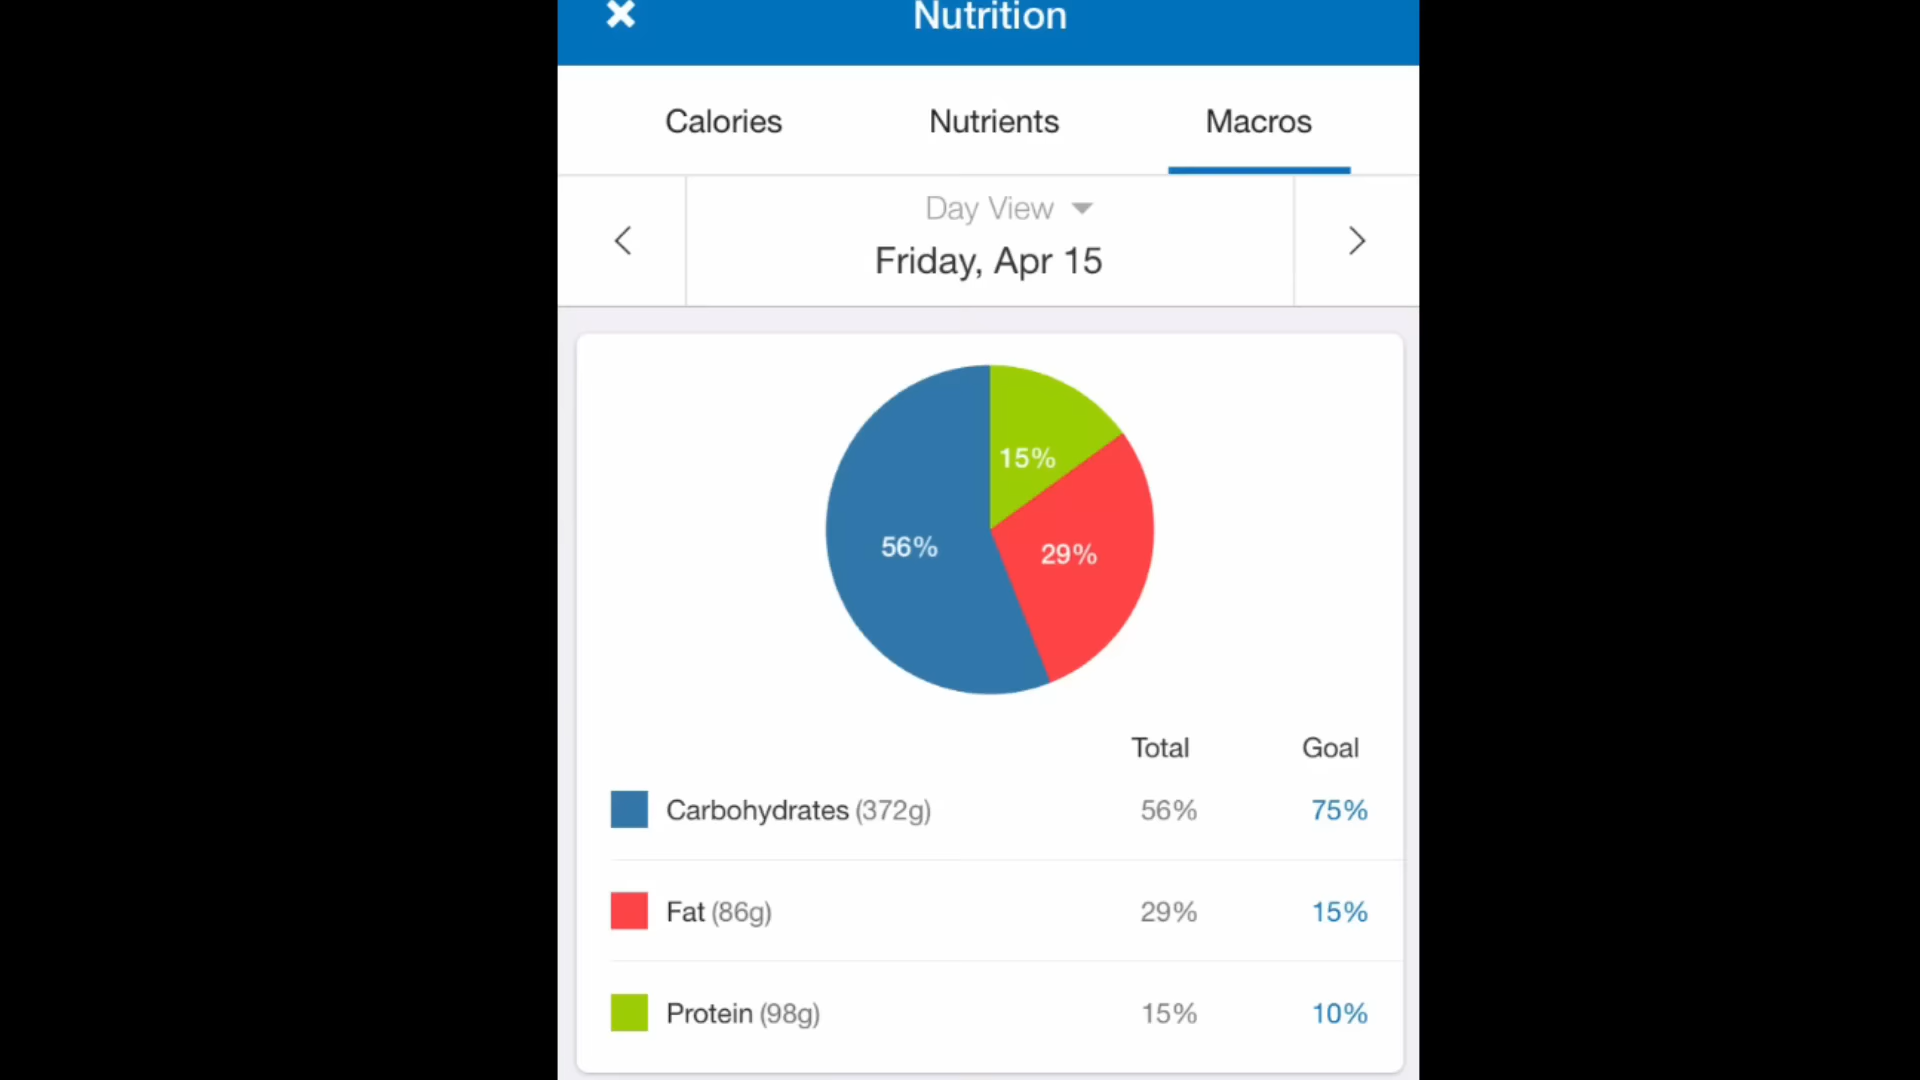 Nutrition
Calories Nutrients Macros
Day View
Friday, Apr 15
15%
56%
29%
Total Goal
Carbohydrates (372g) 56% 75%
Fat (86g) 29% 15%
Protein (98g) 15% 10%